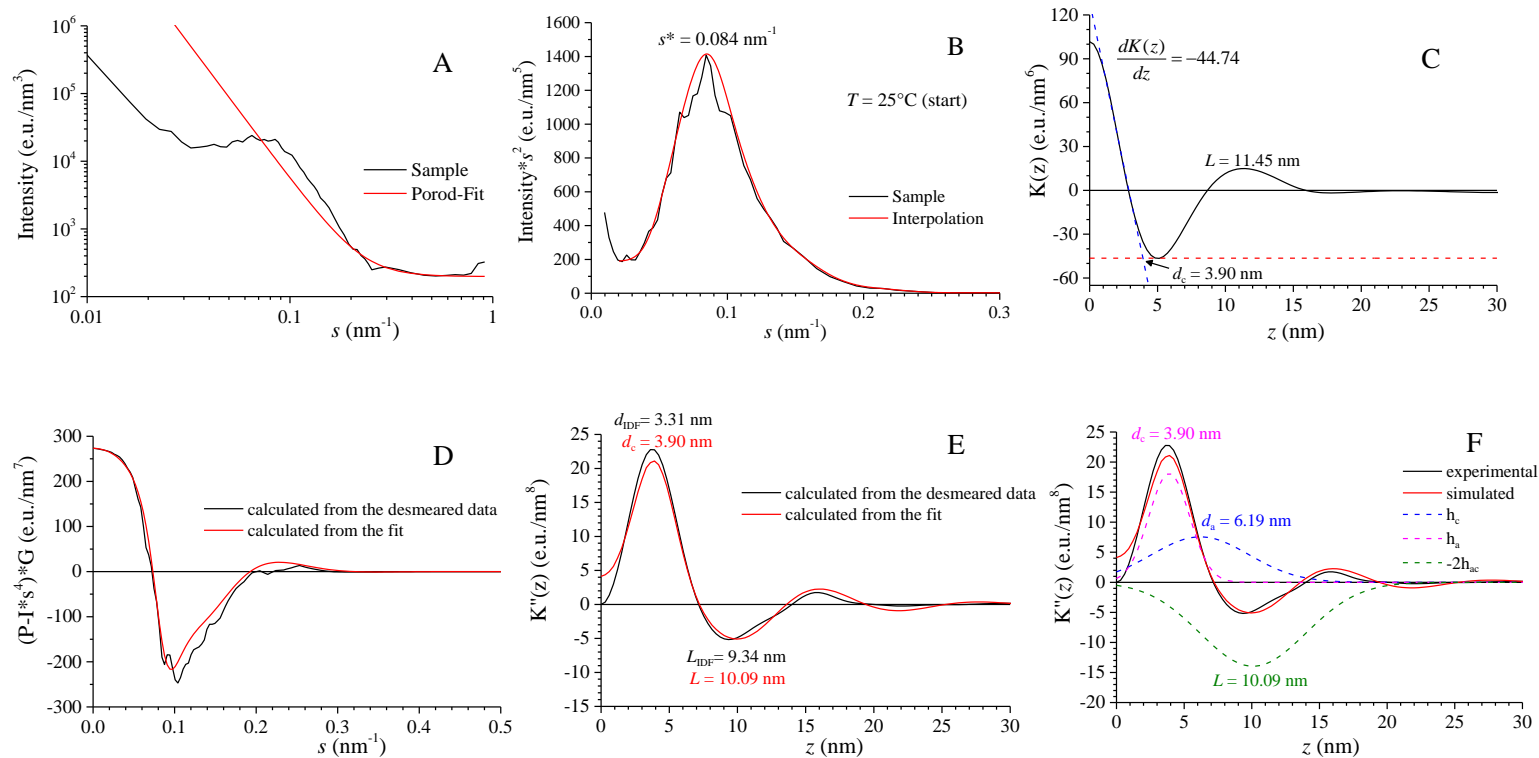 A
10⁶
10⁵
10⁴
10³
10²
Intensity (e.u./nm³)
Sample
Porod-Fit
0.01
0.1
1
s (nm⁻¹)
B
s* = 0.084 nm⁻¹
T = 25°C (start)
1600
1400
1200
1000
800
600
400
200
0
Intensity*s² (e.u./nm⁵)
Sample
Interpolation
0.0
0.1
0.2
0.3
s (nm⁻¹)
C
dK(z)
dz
= −44.74
120
90
60
30
0
-30
-60
K(z) (e.u./nm⁶)
L = 11.45 nm
d_c = 3.90 nm
0
5
10
15
20
25
30
z (nm)
D
300
200
100
0
-100
-200
-300
(P-I*s⁴)*G (e.u./nm⁷)
calculated from the desmeared data
calculated from the fit
0.0
0.1
0.2
0.3
0.4
0.5
s (nm⁻¹)
E
d_IDF= 3.31 nm
d_c = 3.90 nm
25
20
15
10
5
0
-5
-10
-15
K"(z) (e.u./nm⁸)
calculated from the desmeared data
calculated from the fit
L_IDF= 9.34 nm
L = 10.09 nm
0
5
10
15
20
25
30
z (nm)
F
d_c = 3.90 nm
25
20
15
10
5
0
-5
-10
-15
-20
K"(z) (e.u./nm⁸)
experimental
simulated
h_c
h_a
-2h_ac
d_a = 6.19 nm
L = 10.09 nm
0
5
10
15
20
25
30
z (nm)